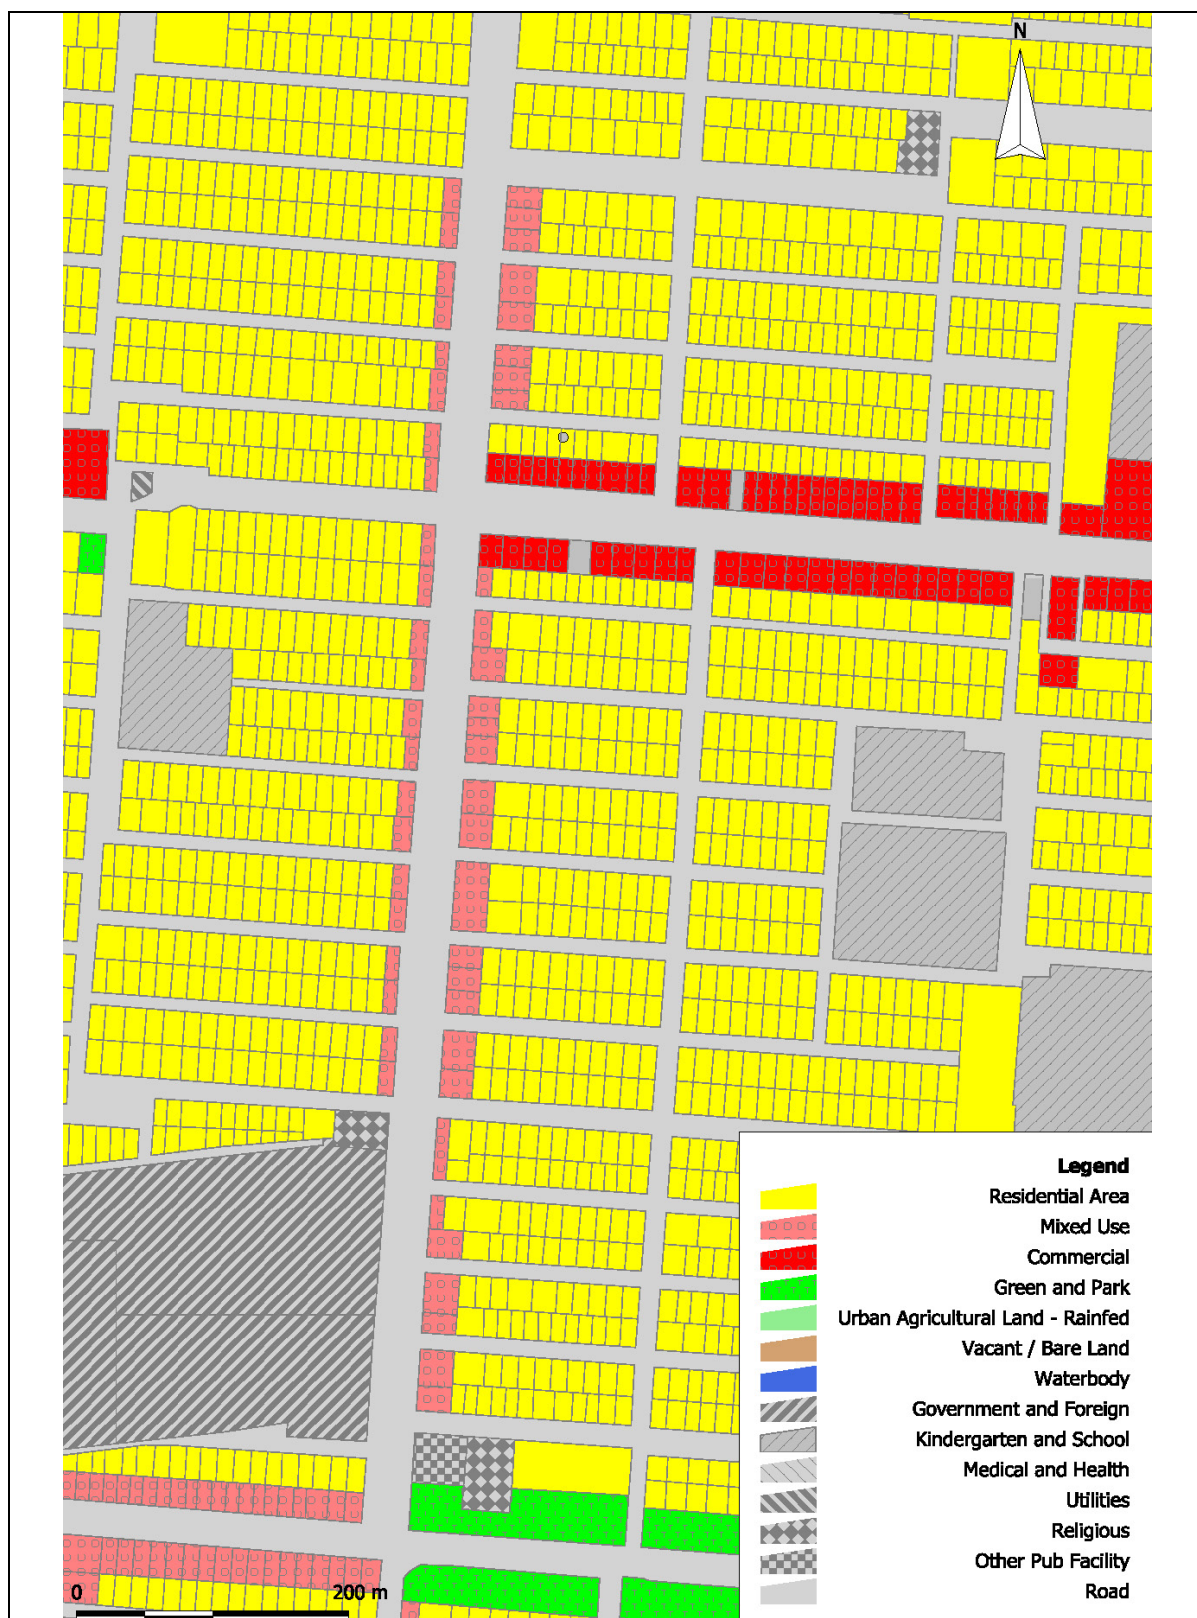 N
Legend
Residential Area
Mixed Use
Commercial
Green and Park
Urban Agricultural Land - Rainfed
Vacant / Bare Land
Waterbody
Government and Foreign
Kindergarten and School
Medical and Health
Utilities
Religious
Other Pub Facility
Road
0 200 m